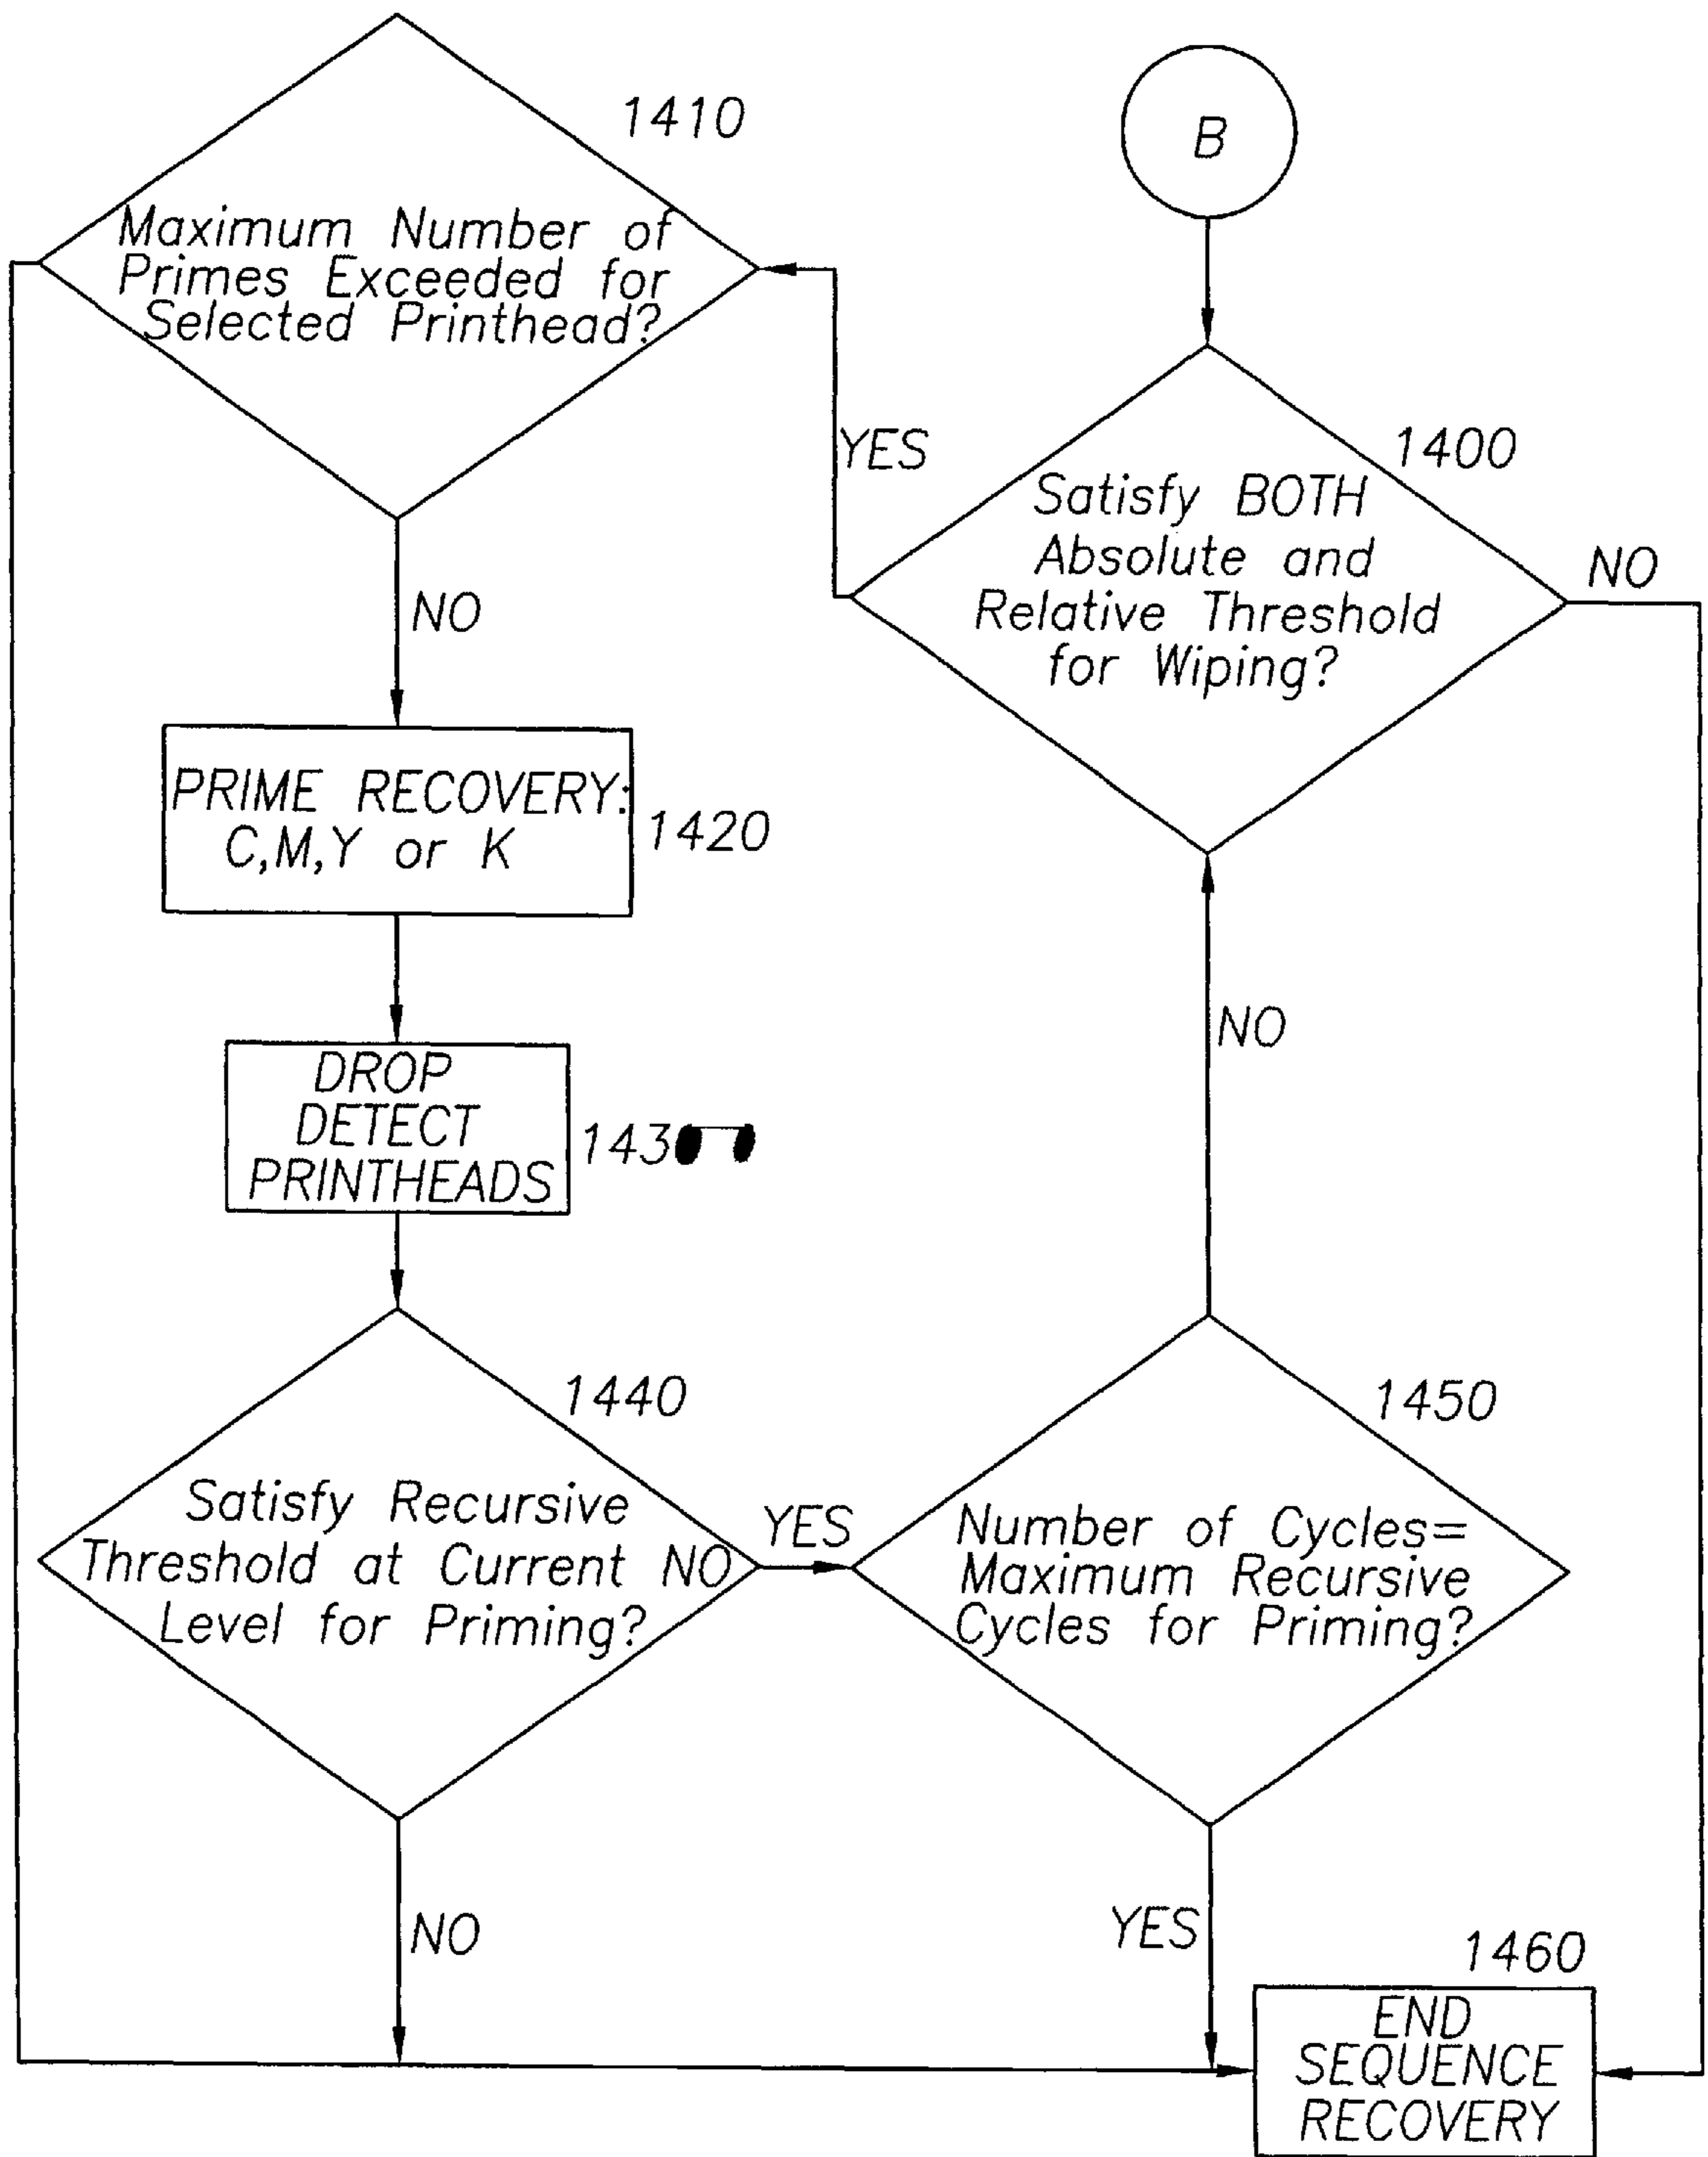 B
1410
Maximum Number of
Primes Exceeded for
Selected Printhead?
YES
1400
Satisfy BOTH
Absolute and
Relative Threshold
for Wiping?
NO
NO
PRIME RECOVERY:
C,M,Y or K
1420
DROP
DETECT
PRINTHEADS
143
NO
1440
Satisfy Recursive
Threshold at Current NO
Level for Priming?
YES
1450
Number of Cycles=
Maximum Recursive
Cycles for Priming?
NO
YES
1460
END
SEQUENCE
RECOVERY